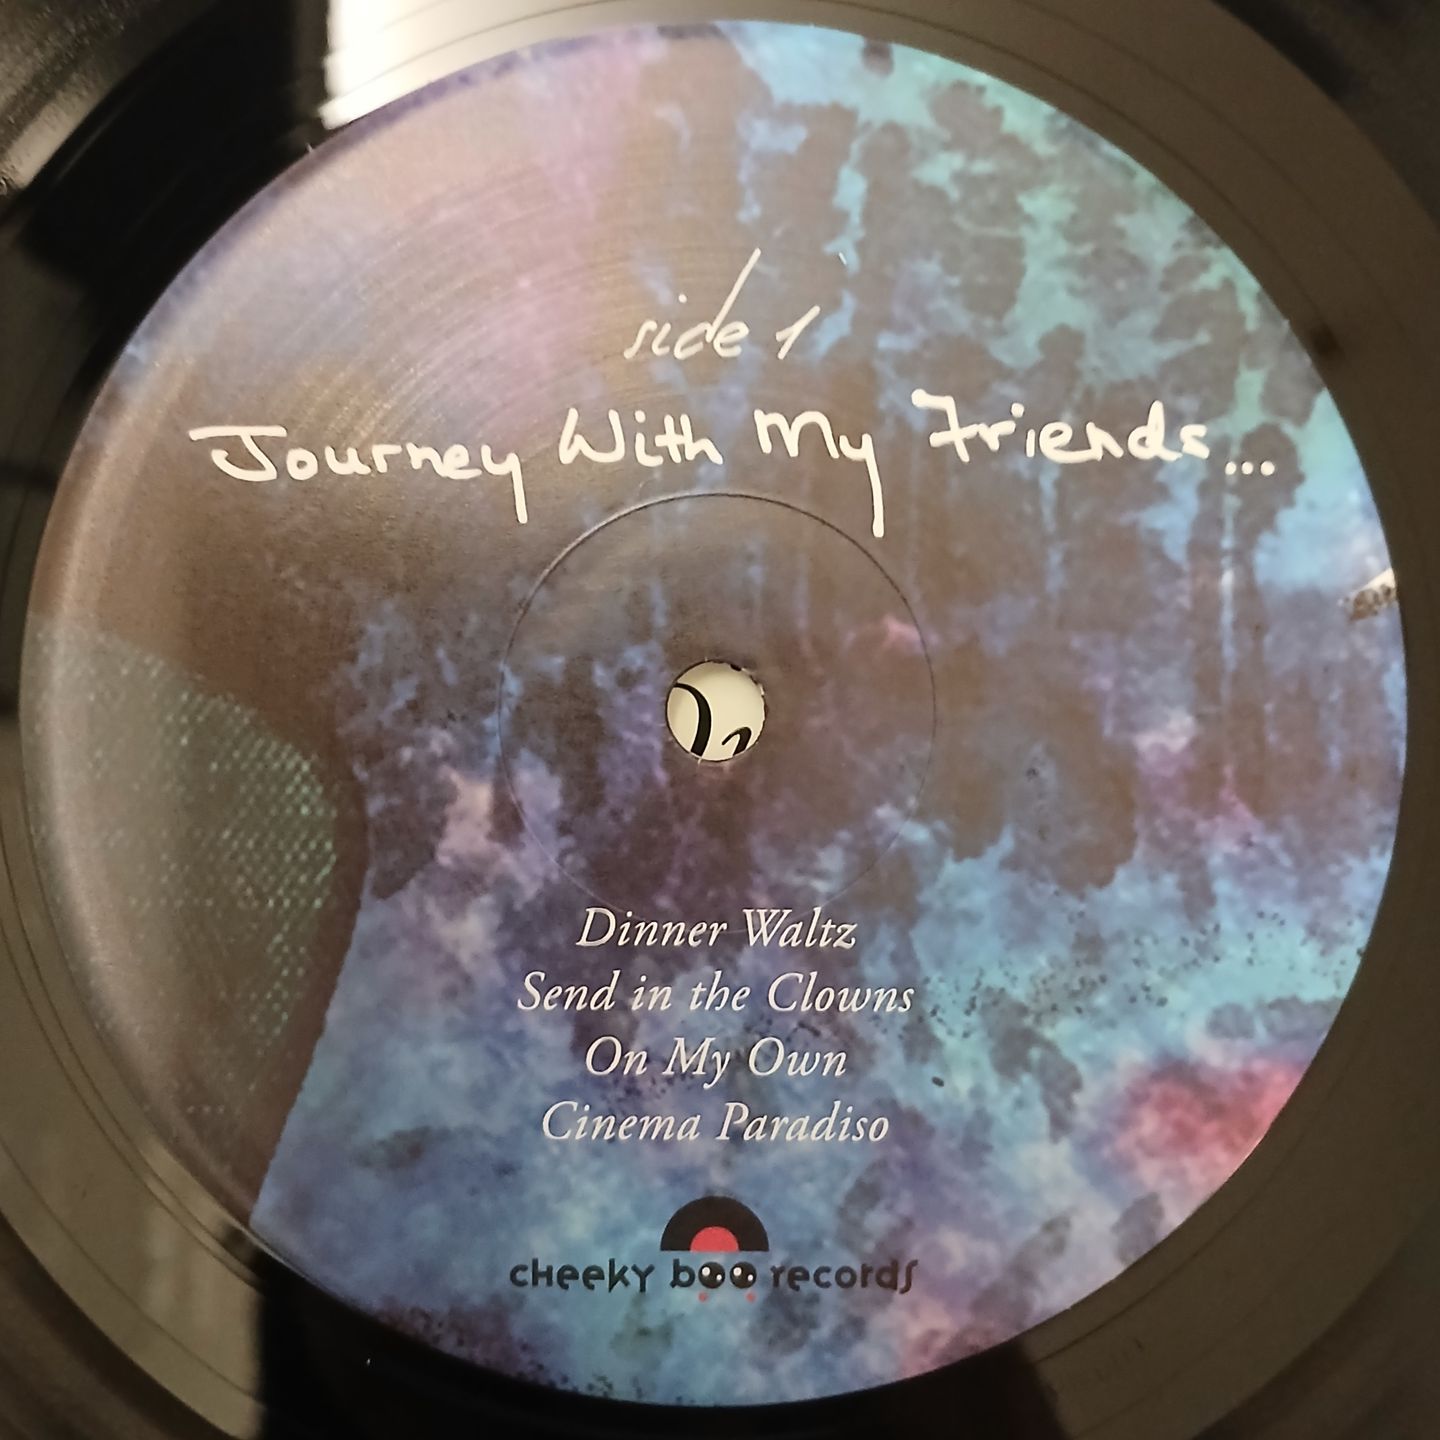 side 1
Journey With My Friends...
Dinner Waltz
Send in the Clowns
On My Own
Cinema Paradiso
cheeky boo records